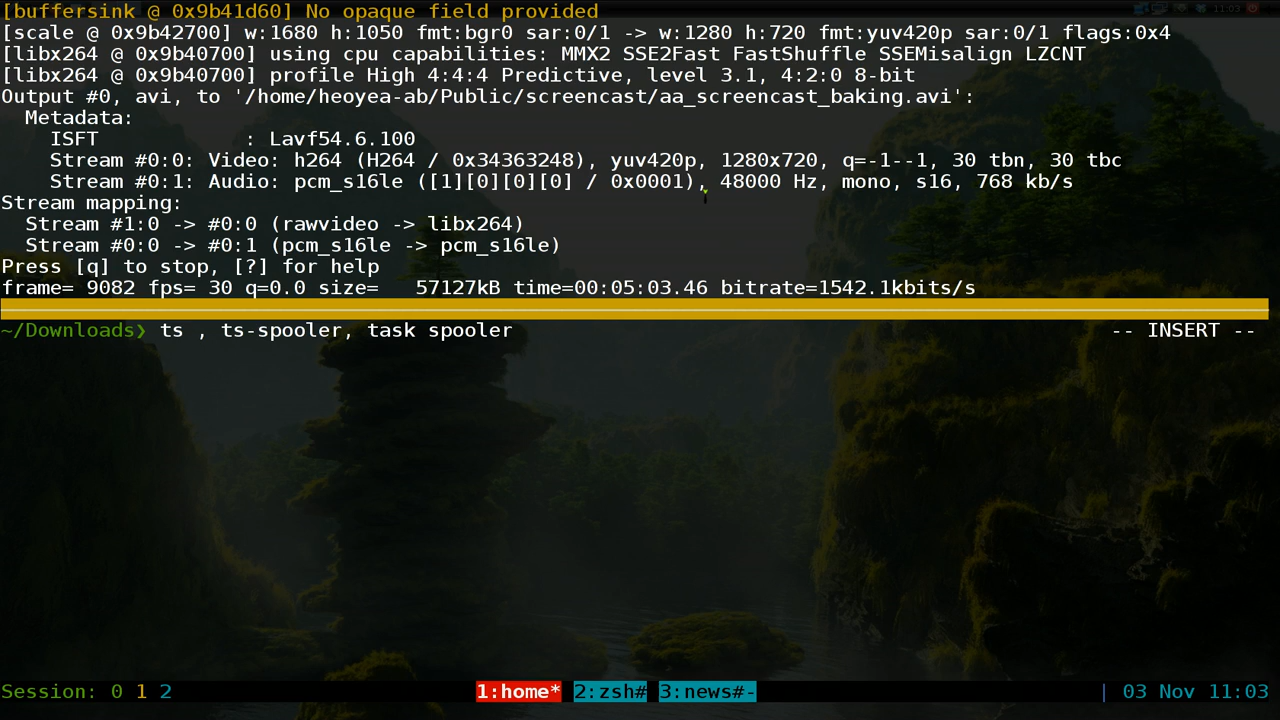 [buffersink @ 0x9b41d60] No opaque field provided
11:03
[scale @ 0x9b42700] w:1680 h:1050 fmt:bgr0 sar:0/1 -> w:1280 h:720 fmt:yuv420p sar:0/1 flags:0x4
[libx264 @ 0x9b40700] using cpu capabilities: MMX2 SSE2Fast FastShuffle SSEMisalign LZCNT
[libx264 @ 0x9b40700] profile High 4:4:4 Predictive, level 3.1, 4:2:0 8-bit
Output #0, avi, to '/home/heoyea-ab/Public/screencast/aa_screencast_baking.avi':
  Metadata:
    ISFT            : Lavf54.6.100
    Stream #0:0: Video: h264 (H264 / 0x34363248), yuv420p, 1280x720, q=-1--1, 30 tbn, 30 tbc
    Stream #0:1: Audio: pcm_s16le ([1][0][0][0] / 0x0001), 48000 Hz, mono, s16, 768 kb/s
Stream mapping:
  Stream #1:0 -> #0:0 (rawvideo -> libx264)
  Stream #0:0 -> #0:1 (pcm_s16le -> pcm_s16le)
Press [q] to stop, [?] for help
frame= 9082 fps= 30 q=0.0 size=   57127kB time=00:05:03.46 bitrate=1542.1kbits/s
~/Downloads❯ ts , ts-spooler, task spooler -- INSERT --
Session: 0 1 2 1:home* 2:zsh# 3:news#- | 03 Nov 11:03